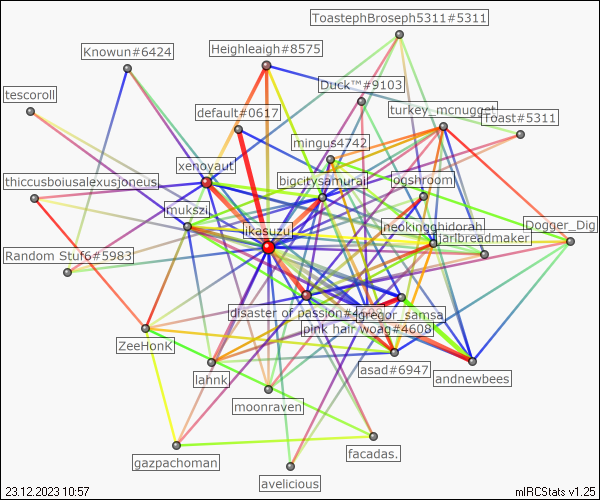 ToastephBroseph5311#5311
Knowun#6424
Heighleaigh#8575
tescoroll
Duck™#9103
default#0617
turkey_mcnugget
Toast#5311
mingus4742
xenoyaut
thiccusboiusalexusjoneus
bigcitysamurai
logshroom
mukszi
ikasuzu
neokingghidorah
Dogger_Dig
jarlbreadmaker
Random Stuf6#5983
disaster of passion#4
gregor_samsa
pink hair woag#4608
ZeeHonk
asad#6947
lahnk
andnewbees
moonraven
gazpachoman
facadas.
avelicious
23.12.2023 10:57
mIRCStats v1.25